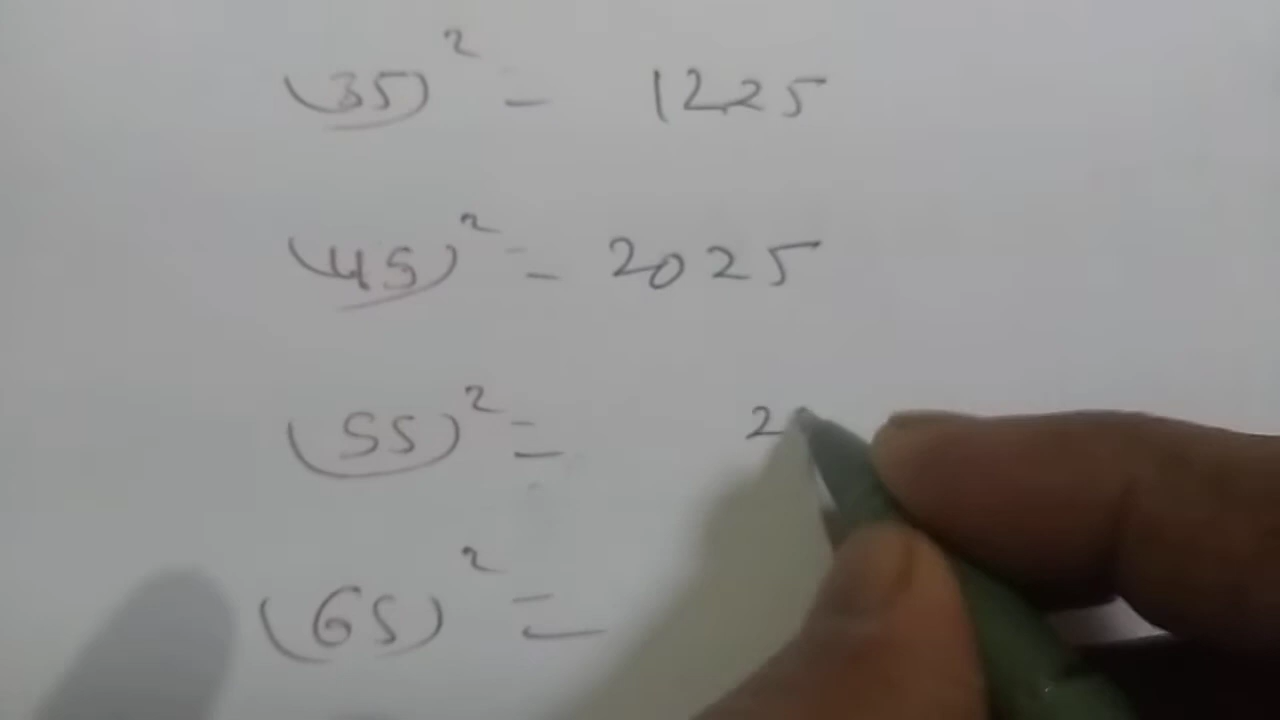 (35)² = 1225
(45)² = 2025
(55)² = 2
(65)² =